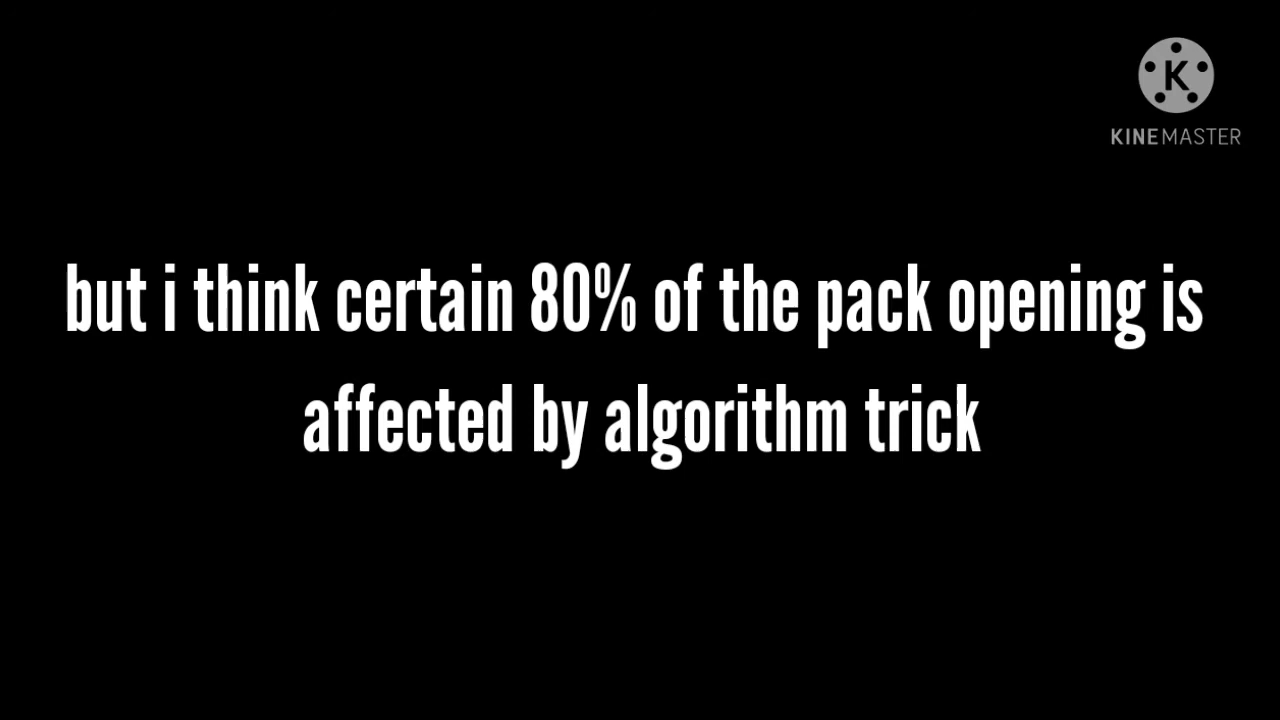 K
KINEMASTER
but i think certain 80% of the pack opening is
affected by algorithm trick